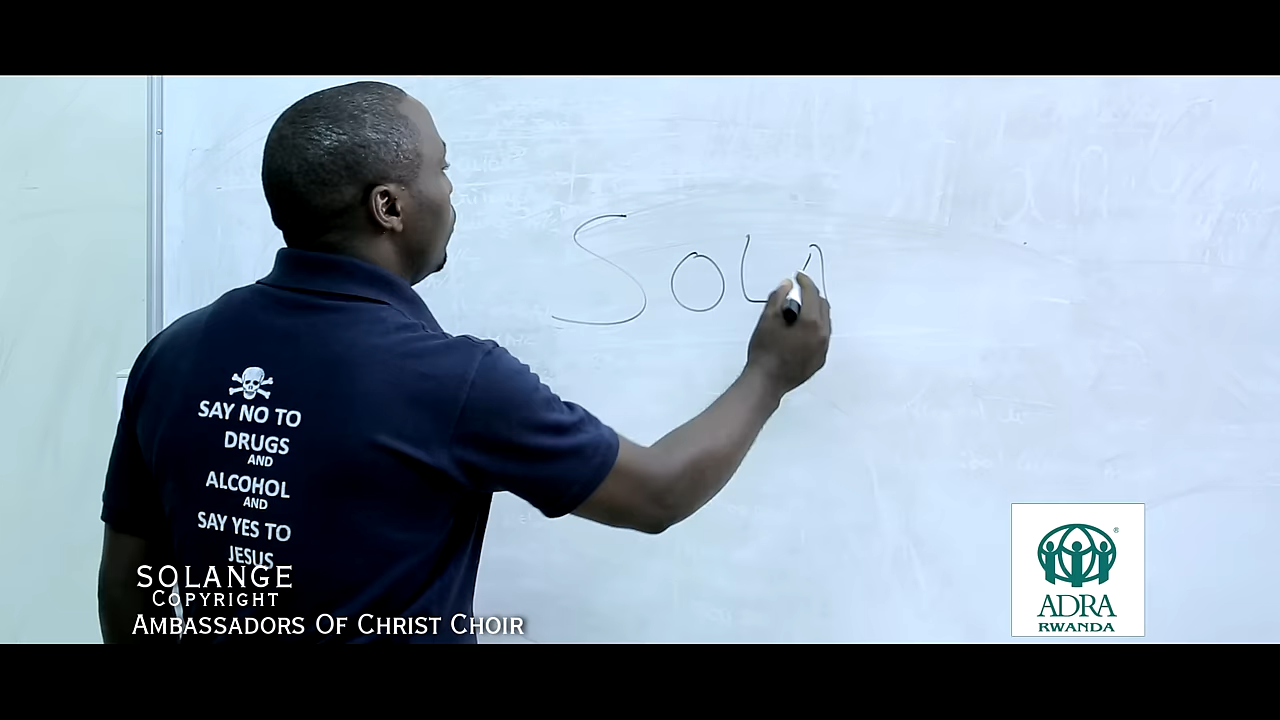 SOLA
SAY NO TO
DRUGS
AND
ALCOHOL
AND
SAY YES TO
JESUS
SOLANGE
COPYRIGHT
AMBASSADORS OF CHRIST CHOIR
®
ADRA
RWANDA